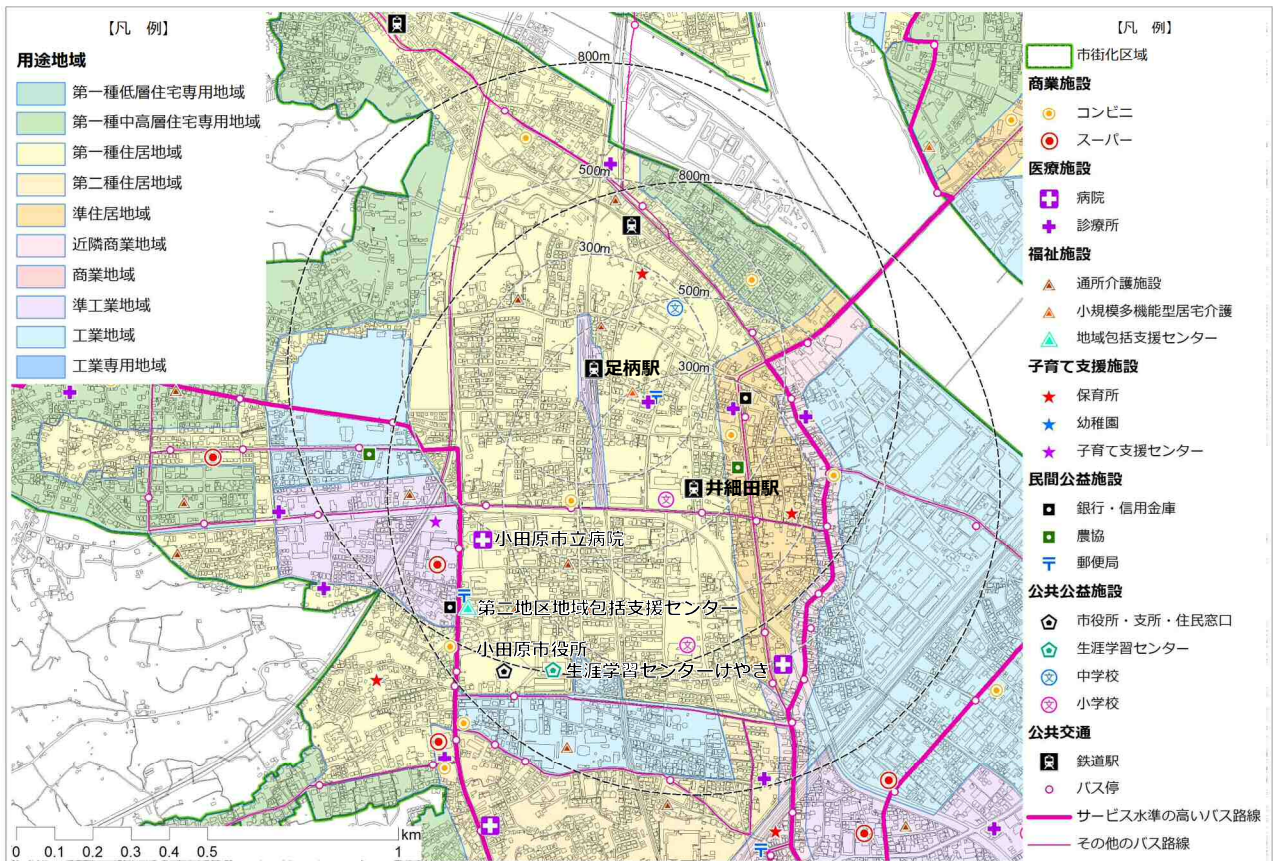 【凡　例】
用途地域
第一種低層住宅専用地域
第一種中高層住宅専用地域
第一種住居地域
第二種住居地域
準住居地域
近隣商業地域
商業地域
準工業地域
工業地域
工業専用地域
800m
500m
800m
300m
500m
300m
足柄駅
井細田駅
小田原市立病院
第二地区地域包括支援センター
小田原市役所
生涯学習センターけやき
文
文
文
km
0 0.1 0.2 0.3 0.4 0.5 1
【凡　例】
市街化区域
商業施設
コンビニ
スーパー
医療施設
病院
診療所
福祉施設
通所介護施設
小規模多機能型居宅介護
地域包括支援センター
子育て支援施設
保育所
幼稚園
子育て支援センター
民間公益施設
銀行・信用金庫
農協
郵便局
公共公益施設
市役所・支所・住民窓口
生涯学習センター
文 中学校
文 小学校
公共交通
鉄道駅
バス停
サービス水準の高いバス路線
その他のバス路線